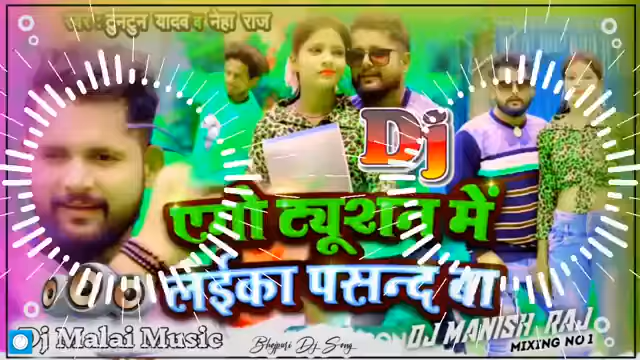 स्वर: टुनटुन यादव व नेहा राज
Dj
एगो ट्यूशन में
लईका पसन्द बा
Dj Malai Music
Bhojpuri Dj Song
DJ MANISH RAJ
MIXING NO 1